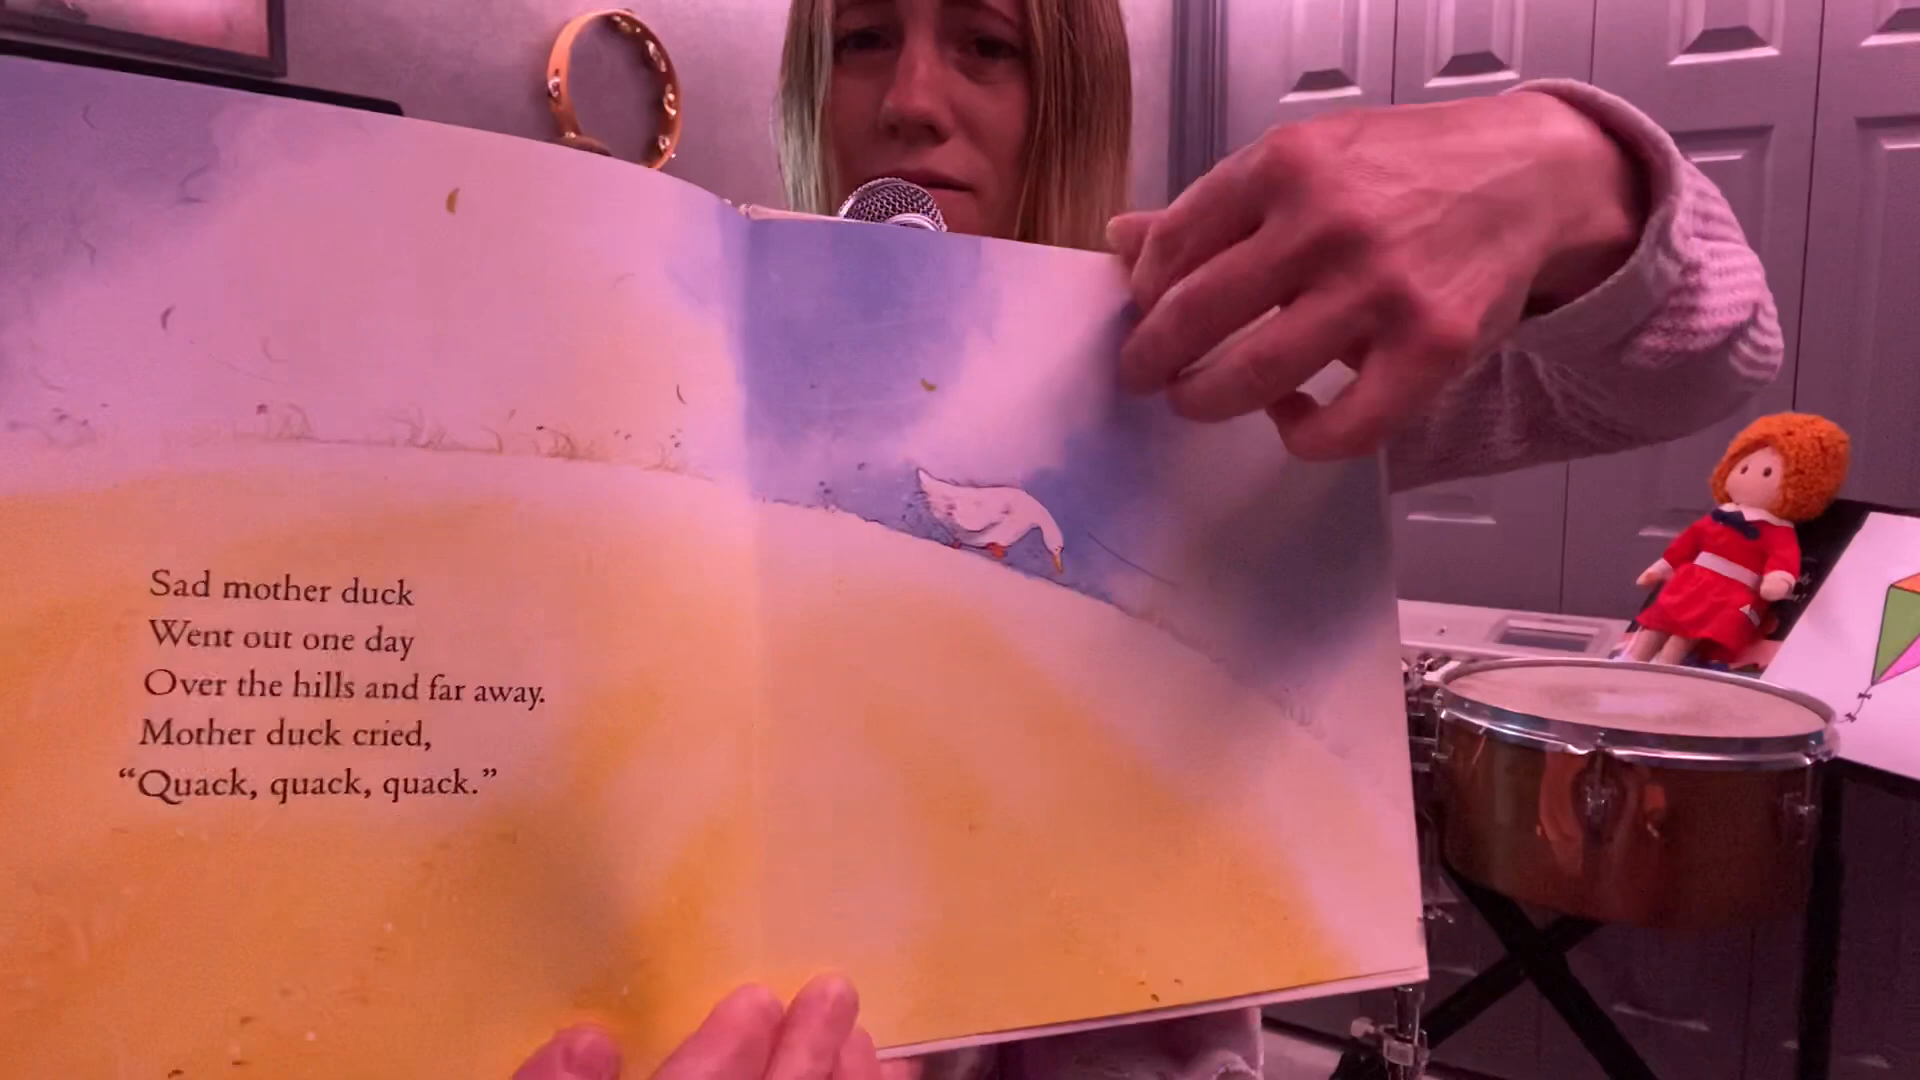 Sad mother duck
Went out one day
Over the hills and far away.
Mother duck cried,
“Quack, quack, quack.”